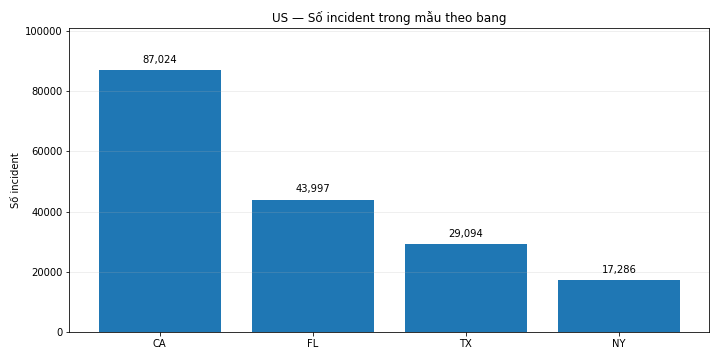 US — Số incident trong mẫu theo bang
Số incident
100000
80000
60000
40000
20000
0
87,024
43,997
29,094
17,286
CA
FL
TX
NY